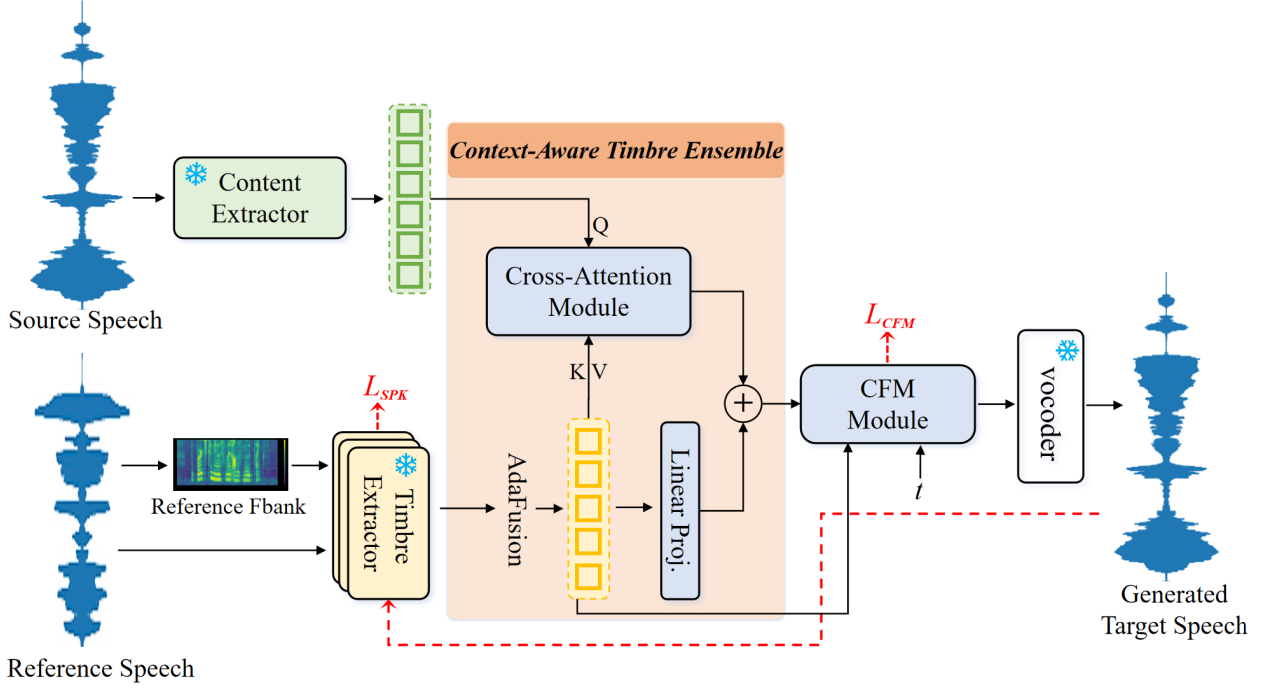 Context-Aware Timbre Ensemble
Content
Extractor
Q
Cross-Attention
Module
Source Speech
K V
L_SPK
L_CFM
CFM
Module
vocoder
Reference Fbank
Timbre
Extractor
AdaFusion
Linear Proj.
+
t
Generated
Target Speech
Reference Speech